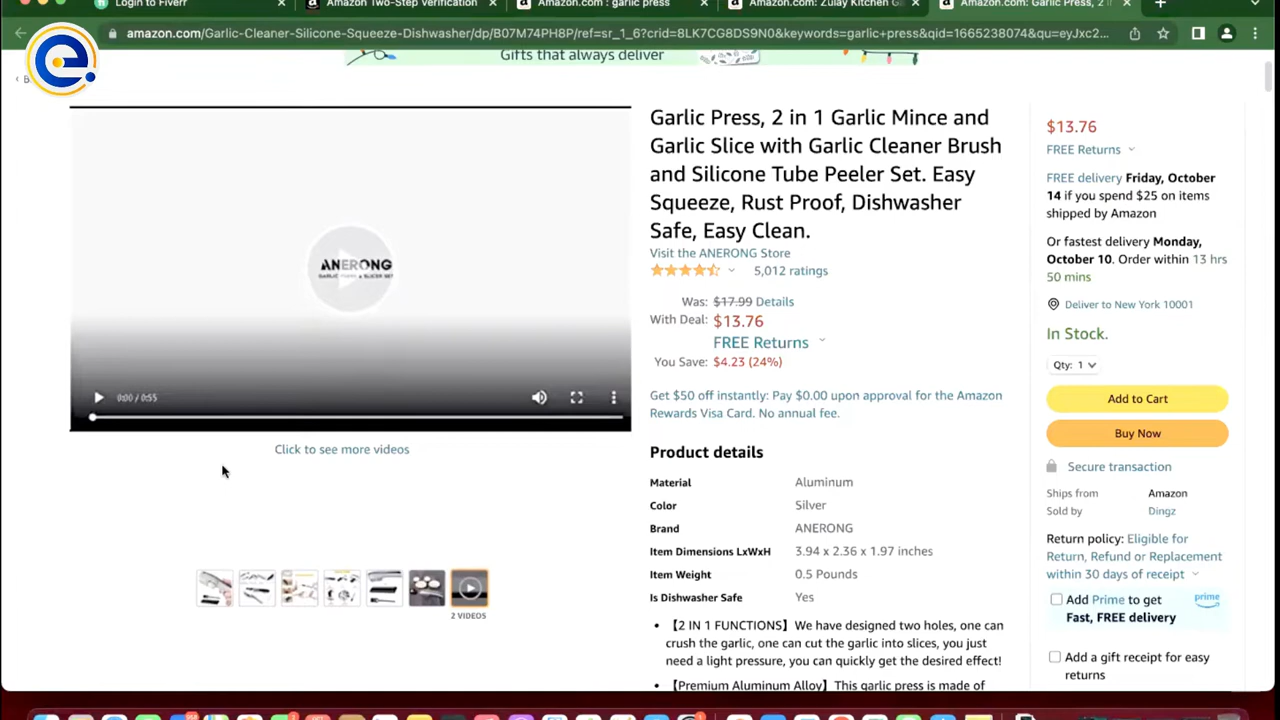 Login to Fiverr
Amazon Two-Step Verification
Amazon.com : garlic press
Amazon.com: Zulay Kitchen G
Amazon.com: Garlic Press, 2 i
amazon.com/Garlic-Cleaner-Silicone-Squeeze-Dishwasher/dp/B07M74PH8P/ref=sr_1_6?crid=8LK7CG8DS9N0&keywords=garlic+press&qid=1665238074&qu=eyJxc2...
e
Gifts that always deliver
‹ B
Garlic Press, 2 in 1 Garlic Mince and
Garlic Slice with Garlic Cleaner Brush
and Silicone Tube Peeler Set. Easy
Squeeze, Rust Proof, Dishwasher
Safe, Easy Clean.
Visit the ANERONG Store
5,012 ratings
Was: $17.99 Details
With Deal: $13.76
FREE Returns
You Save: $4.23 (24%)
Get $50 off instantly: Pay $0.00 upon approval for the Amazon
Rewards Visa Card. No annual fee.
Product details
Material Aluminum
Color Silver
Brand ANERONG
Item Dimensions LxWxH 3.94 x 2.36 x 1.97 inches
Item Weight 0.5 Pounds
Is Dishwasher Safe Yes
• 【2 IN 1 FUNCTIONS】We have designed two holes, one can
crush the garlic, one can cut the garlic into slices, you just
need a light pressure, you can quickly get the desired effect!
• 【Premium Aluminum Alloy】This garlic press is made of
ANERONG
0:00 / 0:55
Click to see more videos
2 VIDEOS
$13.76
FREE Returns
FREE delivery Friday, October
14 if you spend $25 on items
shipped by Amazon
Or fastest delivery Monday,
October 10. Order within 13 hrs
50 mins
Deliver to New York 10001
In Stock.
Qty: 1
Add to Cart
Buy Now
Secure transaction
Ships from Amazon
Sold by Dingz
Return policy: Eligible for
Return, Refund or Replacement
within 30 days of receipt
Add Prime to get prime
Fast, FREE delivery
Add a gift receipt for easy
returns